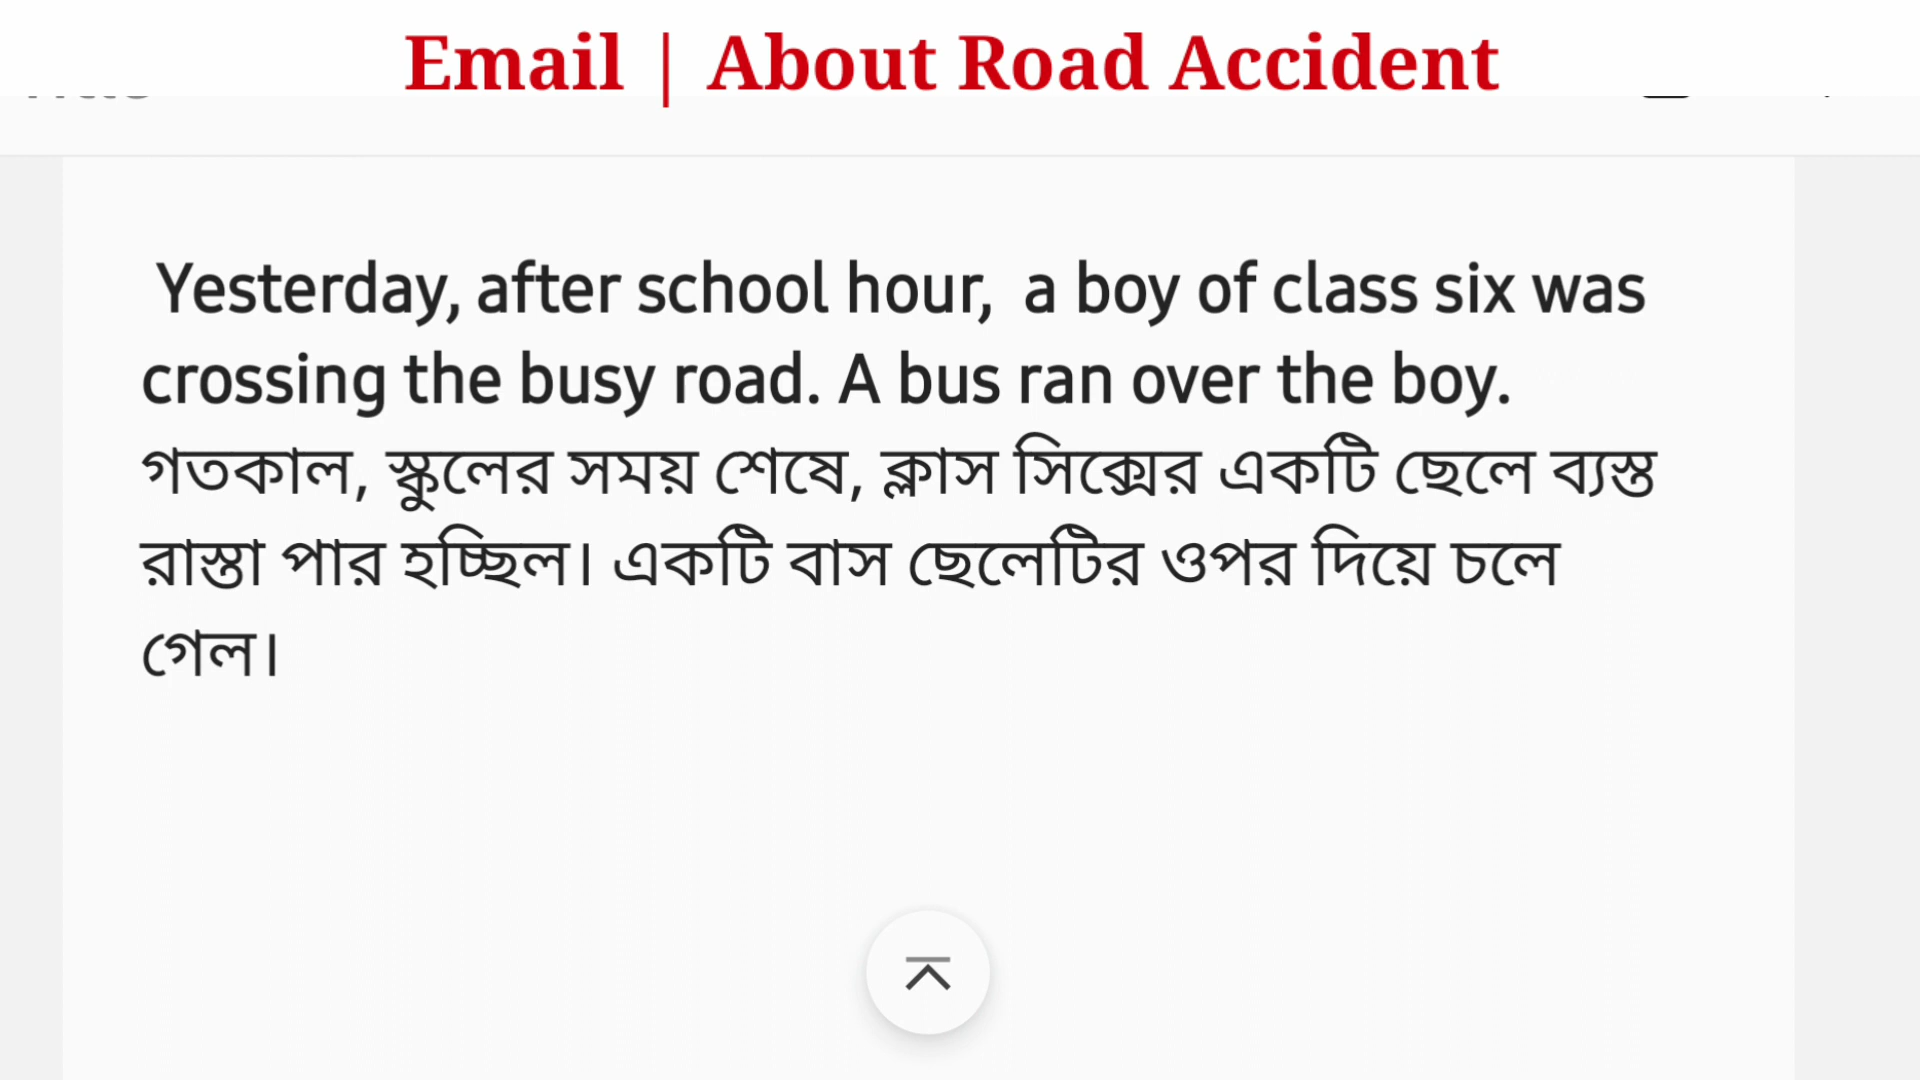 Email | About Road Accident
Yesterday, after school hour, a boy of class six was
crossing the busy road. A bus ran over the boy.
গতকাল, স্কুলের সময় শেষে, ক্লাস সিক্সের একটি ছেলে ব্যস্ত
রাস্তা পার হচ্ছিল। একটি বাস ছেলেটির ওপর দিয়ে চলে
গেল।